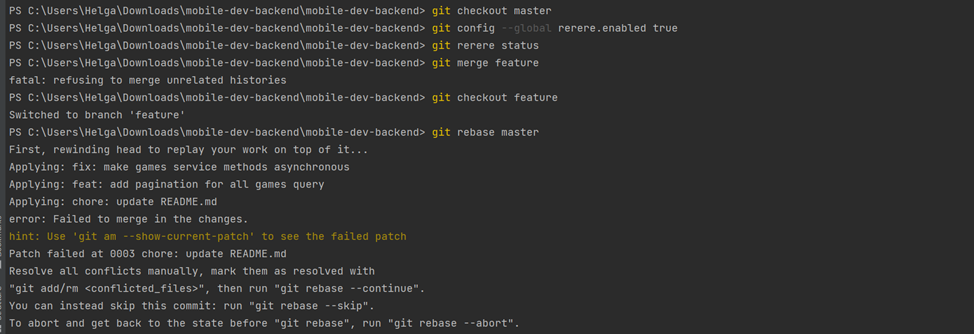 PS C:\Users\Helga\Downloads\mobile-dev-backend\mobile-dev-backend> git checkout master
PS C:\Users\Helga\Downloads\mobile-dev-backend\mobile-dev-backend> git config --global rerere.enabled true
PS C:\Users\Helga\Downloads\mobile-dev-backend\mobile-dev-backend> git rerere status
PS C:\Users\Helga\Downloads\mobile-dev-backend\mobile-dev-backend> git merge feature
fatal: refusing to merge unrelated histories
PS C:\Users\Helga\Downloads\mobile-dev-backend\mobile-dev-backend> git checkout feature
Switched to branch 'feature'
PS C:\Users\Helga\Downloads\mobile-dev-backend\mobile-dev-backend> git rebase master
First, rewinding head to replay your work on top of it...
Applying: fix: make games service methods asynchronous
Applying: feat: add pagination for all games query
Applying: chore: update README.md
error: Failed to merge in the changes.
hint: Use 'git am --show-current-patch' to see the failed patch
Patch failed at 0003 chore: update README.md
Resolve all conflicts manually, mark them as resolved with
"git add/rm <conflicted_files>", then run "git rebase --continue".
You can instead skip this commit: run "git rebase --skip".
To abort and get back to the state before "git rebase", run "git rebase --abort".